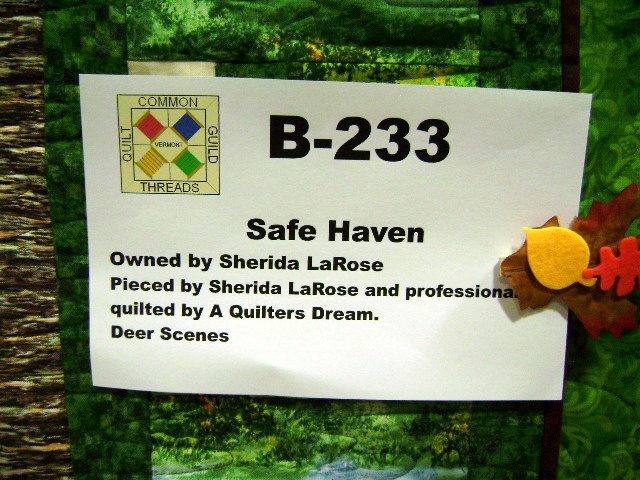 COMMON
QUILT
VERMONT
GUILD
THREADS
B-233
Safe Haven
Owned by Sherida LaRose
Pieced by Sherida LaRose and
quilted by A Quilters Dream.
Deer Scenes